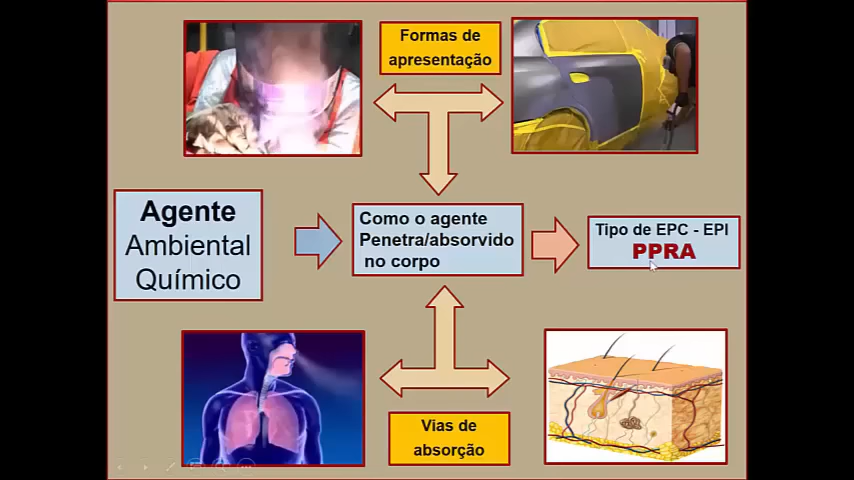 Formas de
apresentação
Agente
Ambiental
Químico
Como o agente
Penetra/absorvido
no corpo
Tipo de EPC - EPI
PPRA
Vias de
absorção